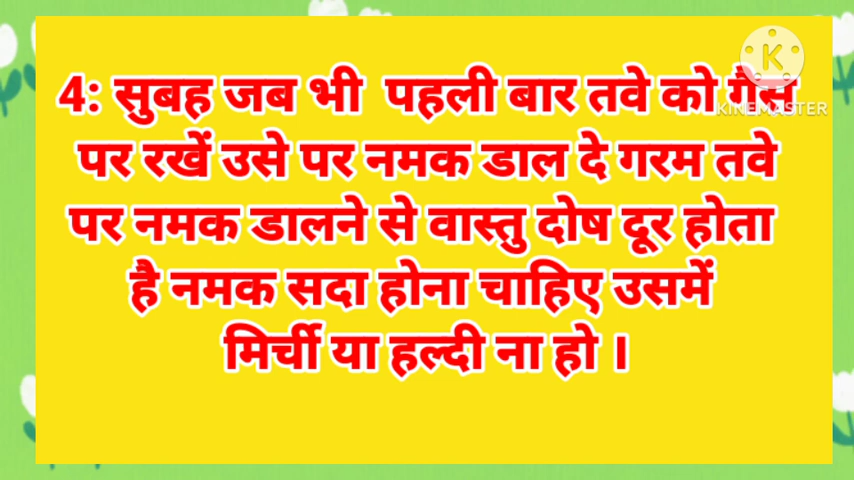 4: सुबह जब भी पहली बार तवे को गैस
पर रखें उसे पर नमक डाल दे गरम तवे
पर नमक डालने से वास्तु दोष दूर होता
है नमक सदा होना चाहिए उसमें
मिर्ची या हल्दी ना हो ।
K
KINEMASTER